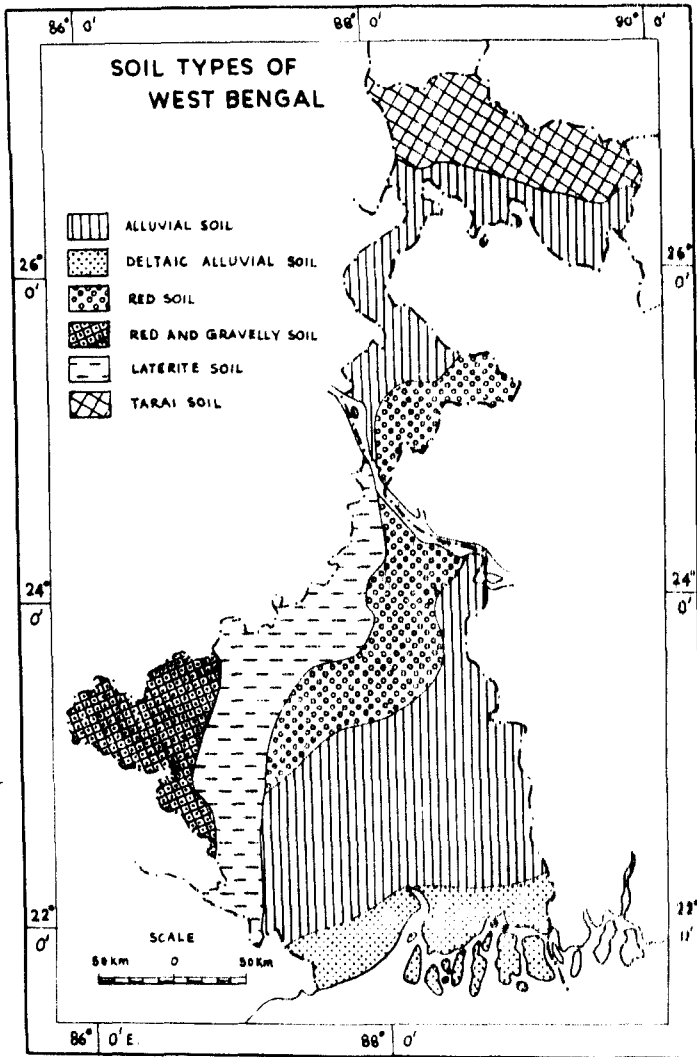 86° 0' 88° 0' 90° 0'
SOIL TYPES OF
WEST BENGAL
ALLUVIAL SOIL
DELTAIC ALLUVIAL SOIL
26° 26°
0' 0'
RED SOIL
RED AND GRAVELLY SOIL
LATERITE SOIL
TARAI SOIL
24° 24°
0' 0'
22° 22°
0'
SCALE
50Km 0 50Km
86° 0' E. 88° 0'